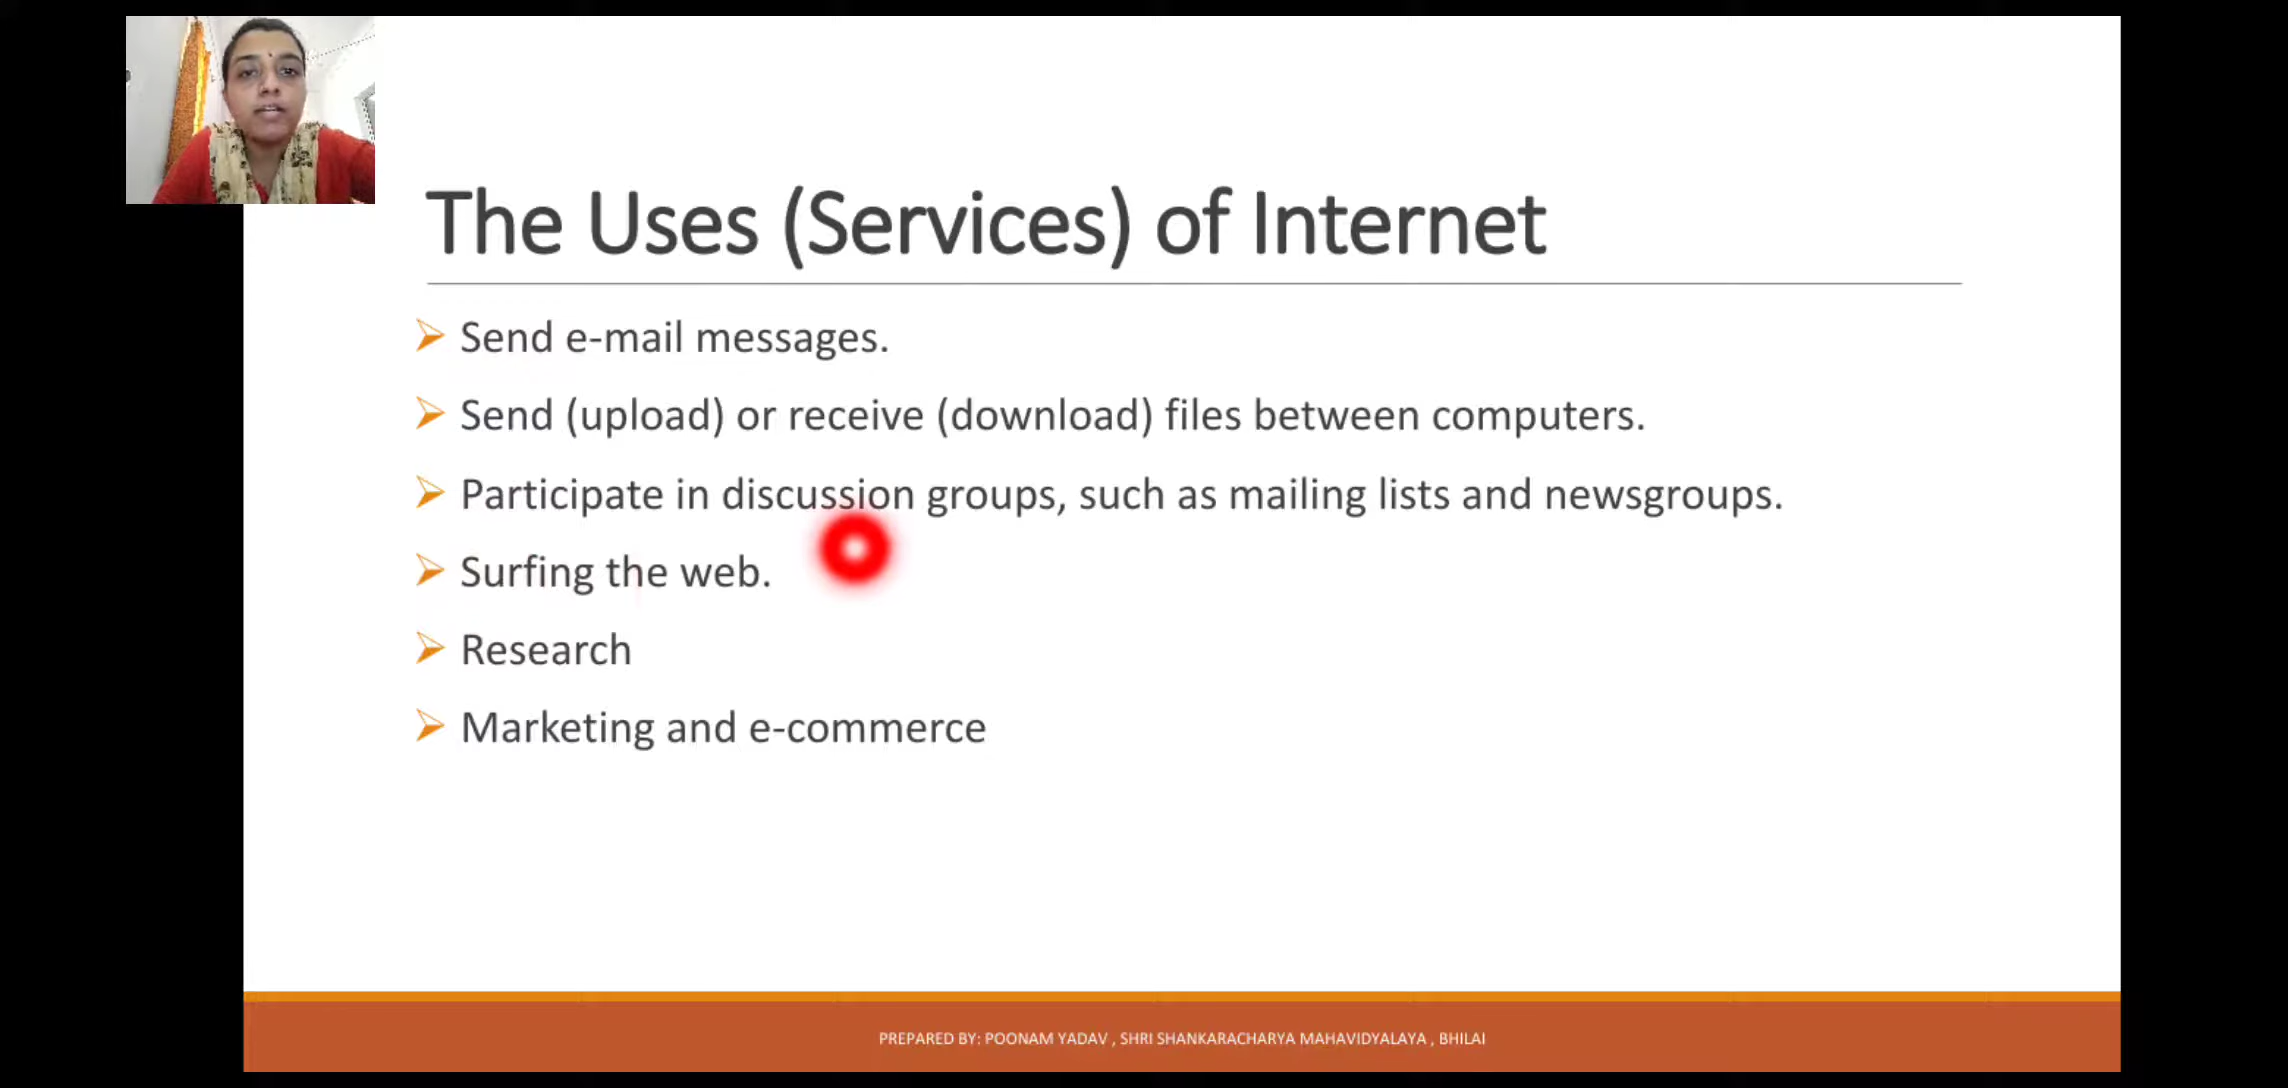 The Uses (Services) of Internet
Send e-mail messages.
Send (upload) or receive (download) files between computers.
Participate in discussion groups, such as mailing lists and newsgroups.
Surfing the web.
Research
Marketing and e-commerce
PREPARED BY: POONAM YADAV , SHRI SHANKARACHARYA MAHAVIDYALAYA , BHILAI